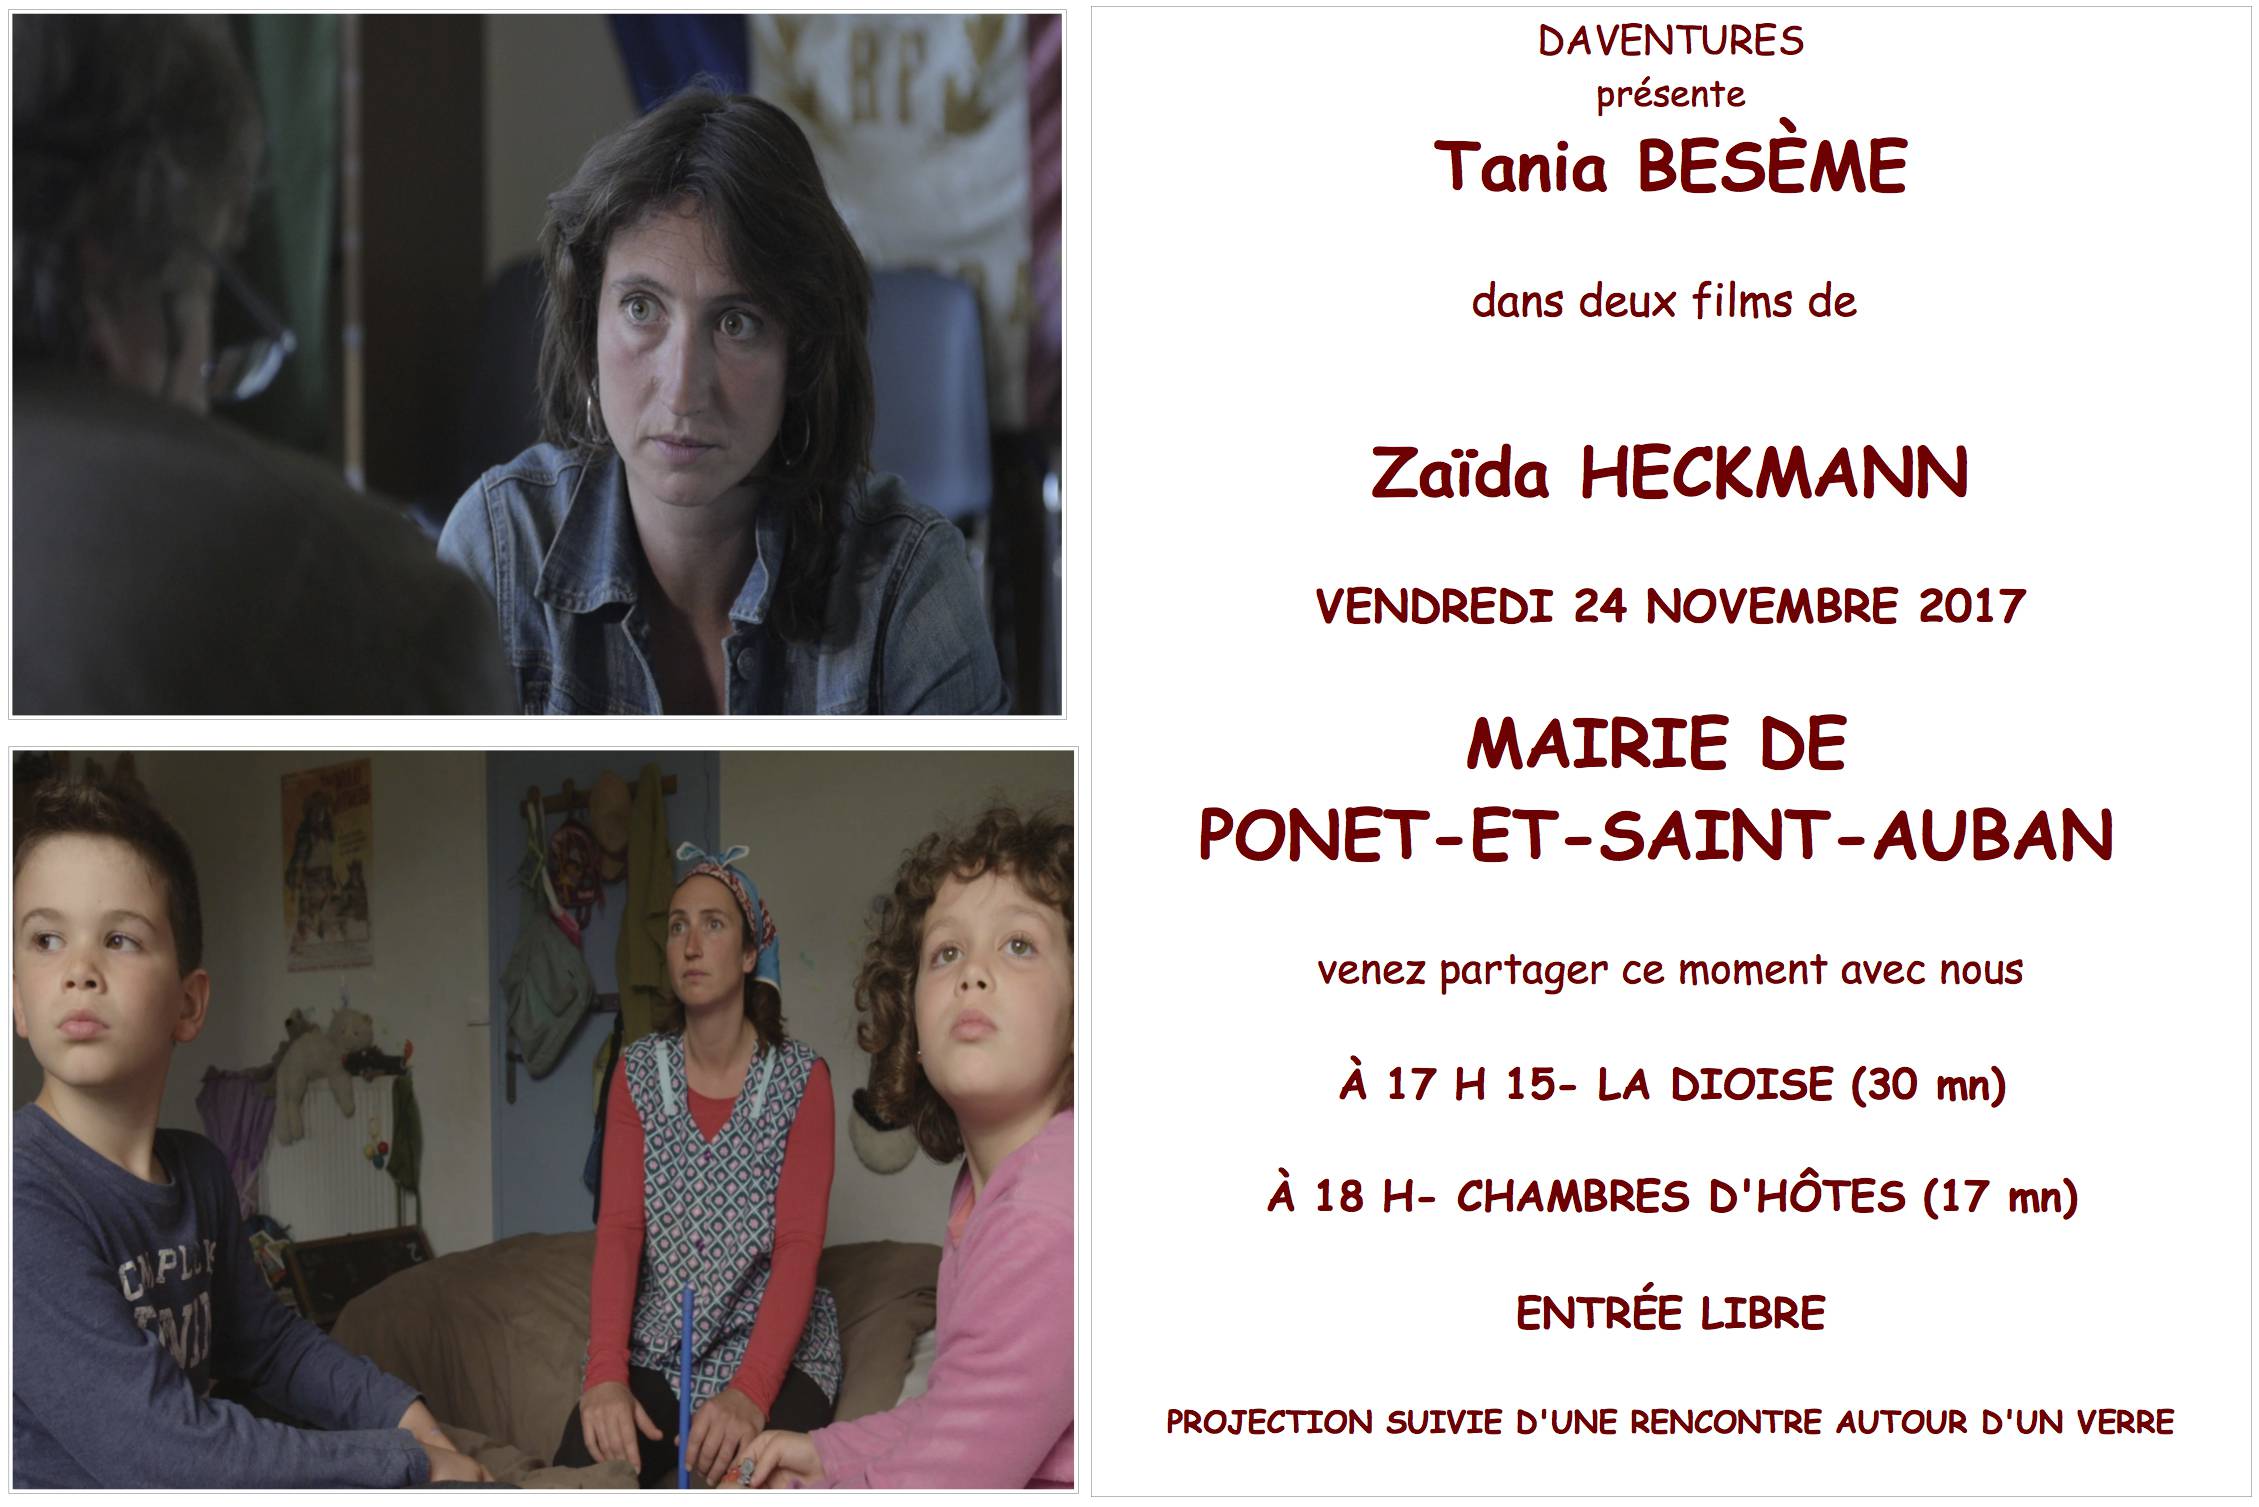 DAVENTURES
présente
Tania BESÈME
dans deux films de
Zaïda HECKMANN
VENDREDI 24 NOVEMBRE 2017
MAIRIE DE
PONET-ET-SAINT-AUBAN
venez partager ce moment avec nous
À 17 H 15- LA DIOISE (30 mn)
À 18 H- CHAMBRES D'HÔTES (17 mn)
ENTRÉE LIBRE
PROJECTION SUIVIE D'UNE RENCONTRE AUTOUR D'UN VERRE
RF